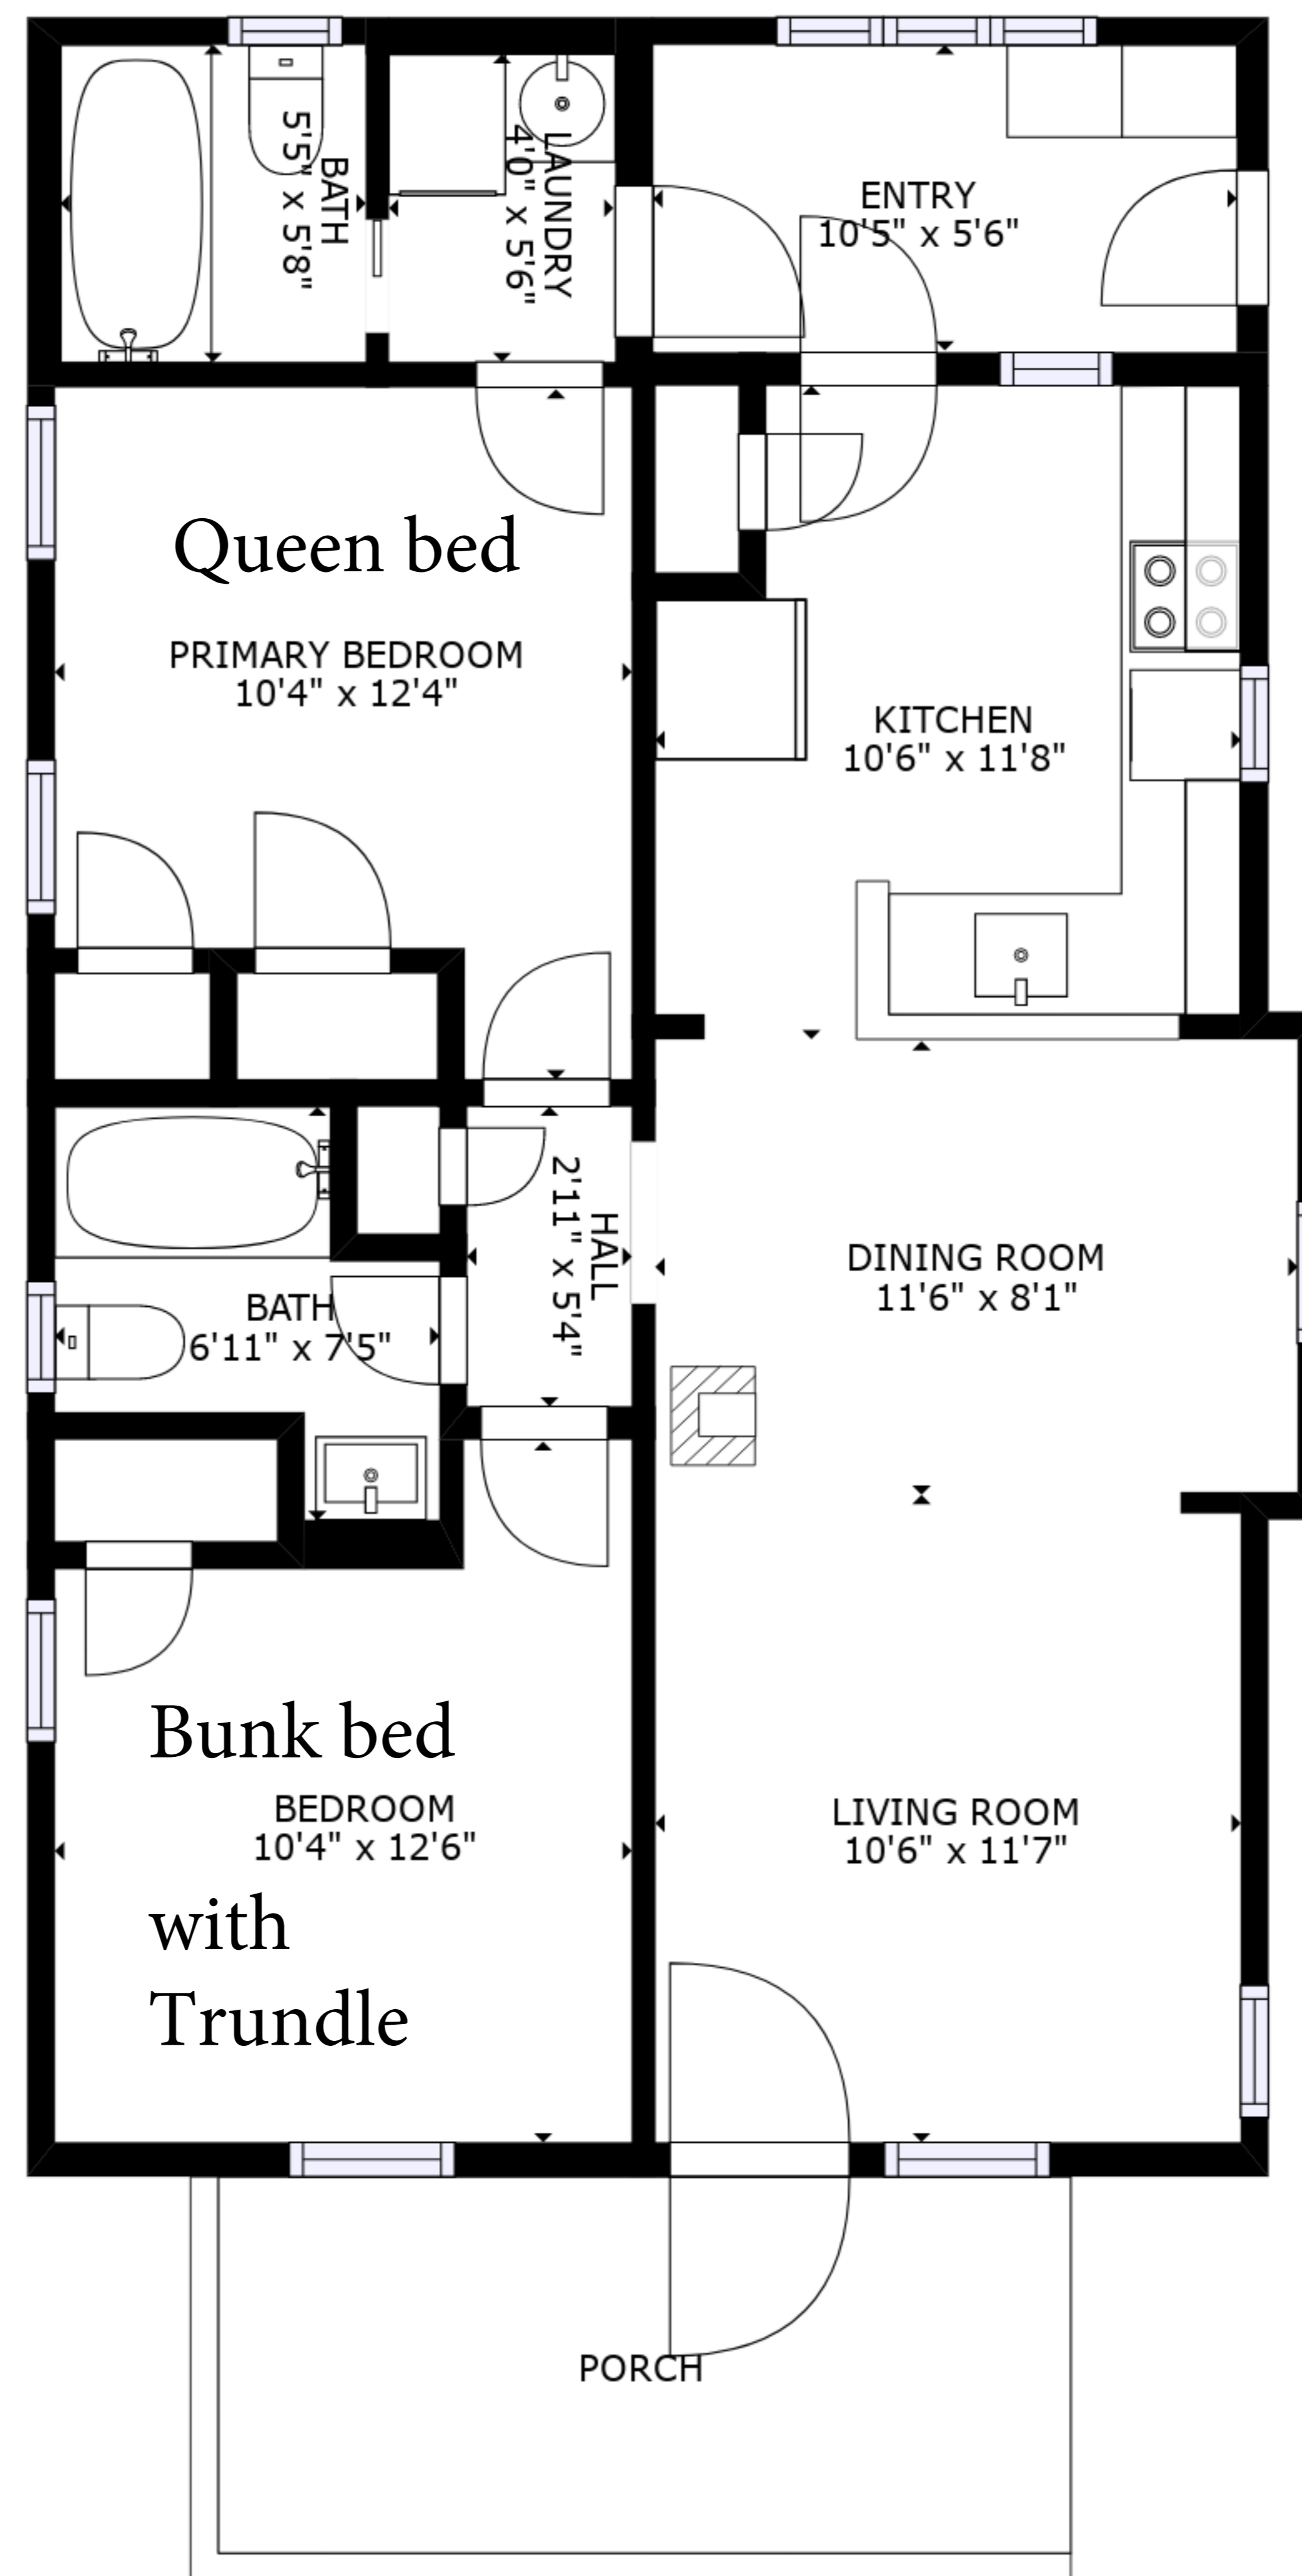 BATH
5'5" x 5'8"
LAUNDRY
4'0" x 5'6"
ENTRY
10'5" x 5'6"
Queen bed
PRIMARY BEDROOM
10'4" x 12'4"
KITCHEN
10'6" x 11'8"
HALL
2'11" x 5'4"
DINING ROOM
11'6" x 8'1"
BATH
6'11" x 7'5"
Bunk bed
BEDROOM
10'4" x 12'6"
with
Trundle
LIVING ROOM
10'6" x 11'7"
PORCH